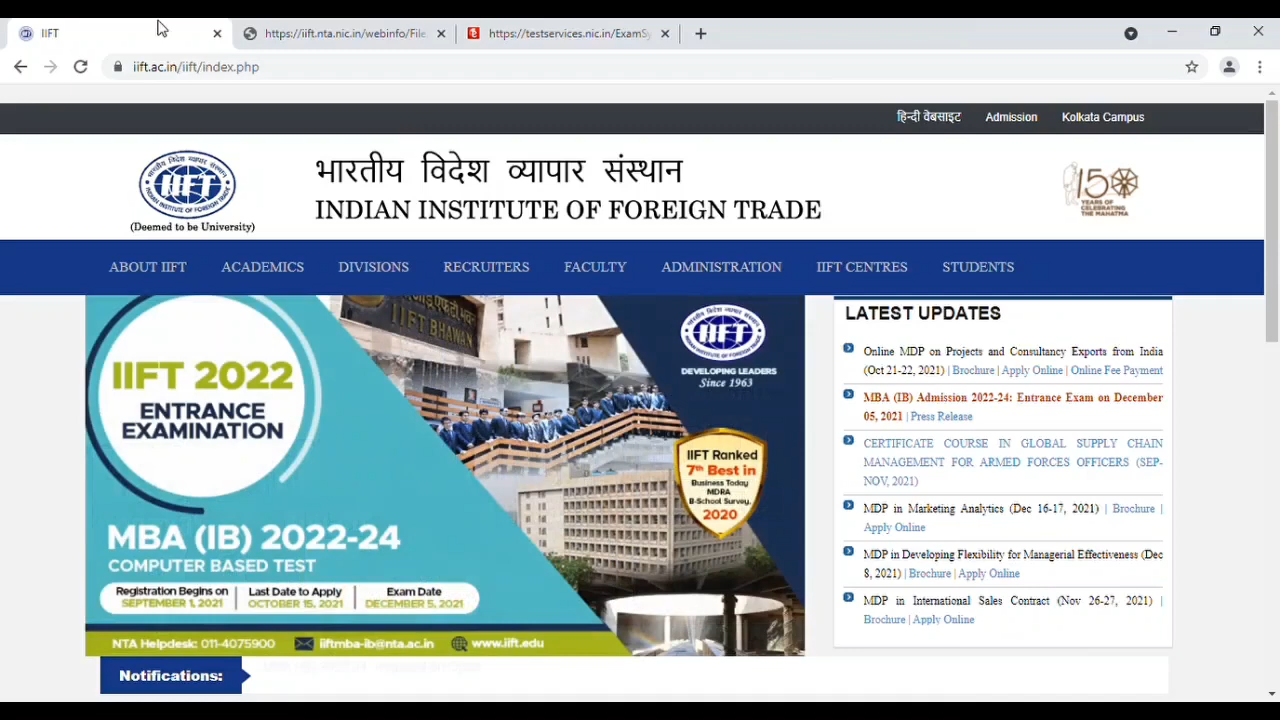 IIFT
https://iift.nta.nic.in/webinfo/File
https://testservices.nic.in/ExamSy
iift.ac.in/iift/index.php
हिन्दी वेबसाइट Admission Kolkata Campus
IIFT
(Deemed to be University)
भारतीय विदेश व्यापार संस्थान
INDIAN INSTITUTE OF FOREIGN TRADE
150
YEARS OF
CELEBRATING
THE MAHATMA
ABOUT IIFT ACADEMICS DIVISIONS RECRUITERS FACULTY ADMINISTRATION IIFT CENTRES STUDENTS
IIFT 2022
ENTRANCE
EXAMINATION
MBA (IB) 2022-24
COMPUTER BASED TEST
Registration Begins on
SEPTEMBER 1, 2021
Last Date to Apply
OCTOBER 15, 2021
Exam Date
DECEMBER 5, 2021
NTA Helpdesk: 011-4075900 iiftmba-ib@nta.ac.in www.iift.edu
IIFT BHAWAN
IIFT
DEVELOPING LEADERS
Since 1963
IIFT Ranked
7th Best in
Business Today
MDRA
B-School Survey.
2020
LATEST UPDATES
Online MDP on Projects and Consultancy Exports from India
(Oct 21-22, 2021) | Brochure | Apply Online | Online Fee Payment
MBA (IB) Admission 2022-24: Entrance Exam on December
05, 2021 | Press Release
CERTIFICATE COURSE IN GLOBAL SUPPLY CHAIN
MANAGEMENT FOR ARMED FORCES OFFICERS (SEP-
NOV, 2021)
MDP in Marketing Analytics (Dec 16-17, 2021) | Brochure |
Apply Online
MDP in Developing Flexibility for Managerial Effectiveness (Dec
8, 2021) | Brochure | Apply Online
MDP in International Sales Contract (Nov 26-27, 2021) |
Brochure | Apply Online
Notifications: